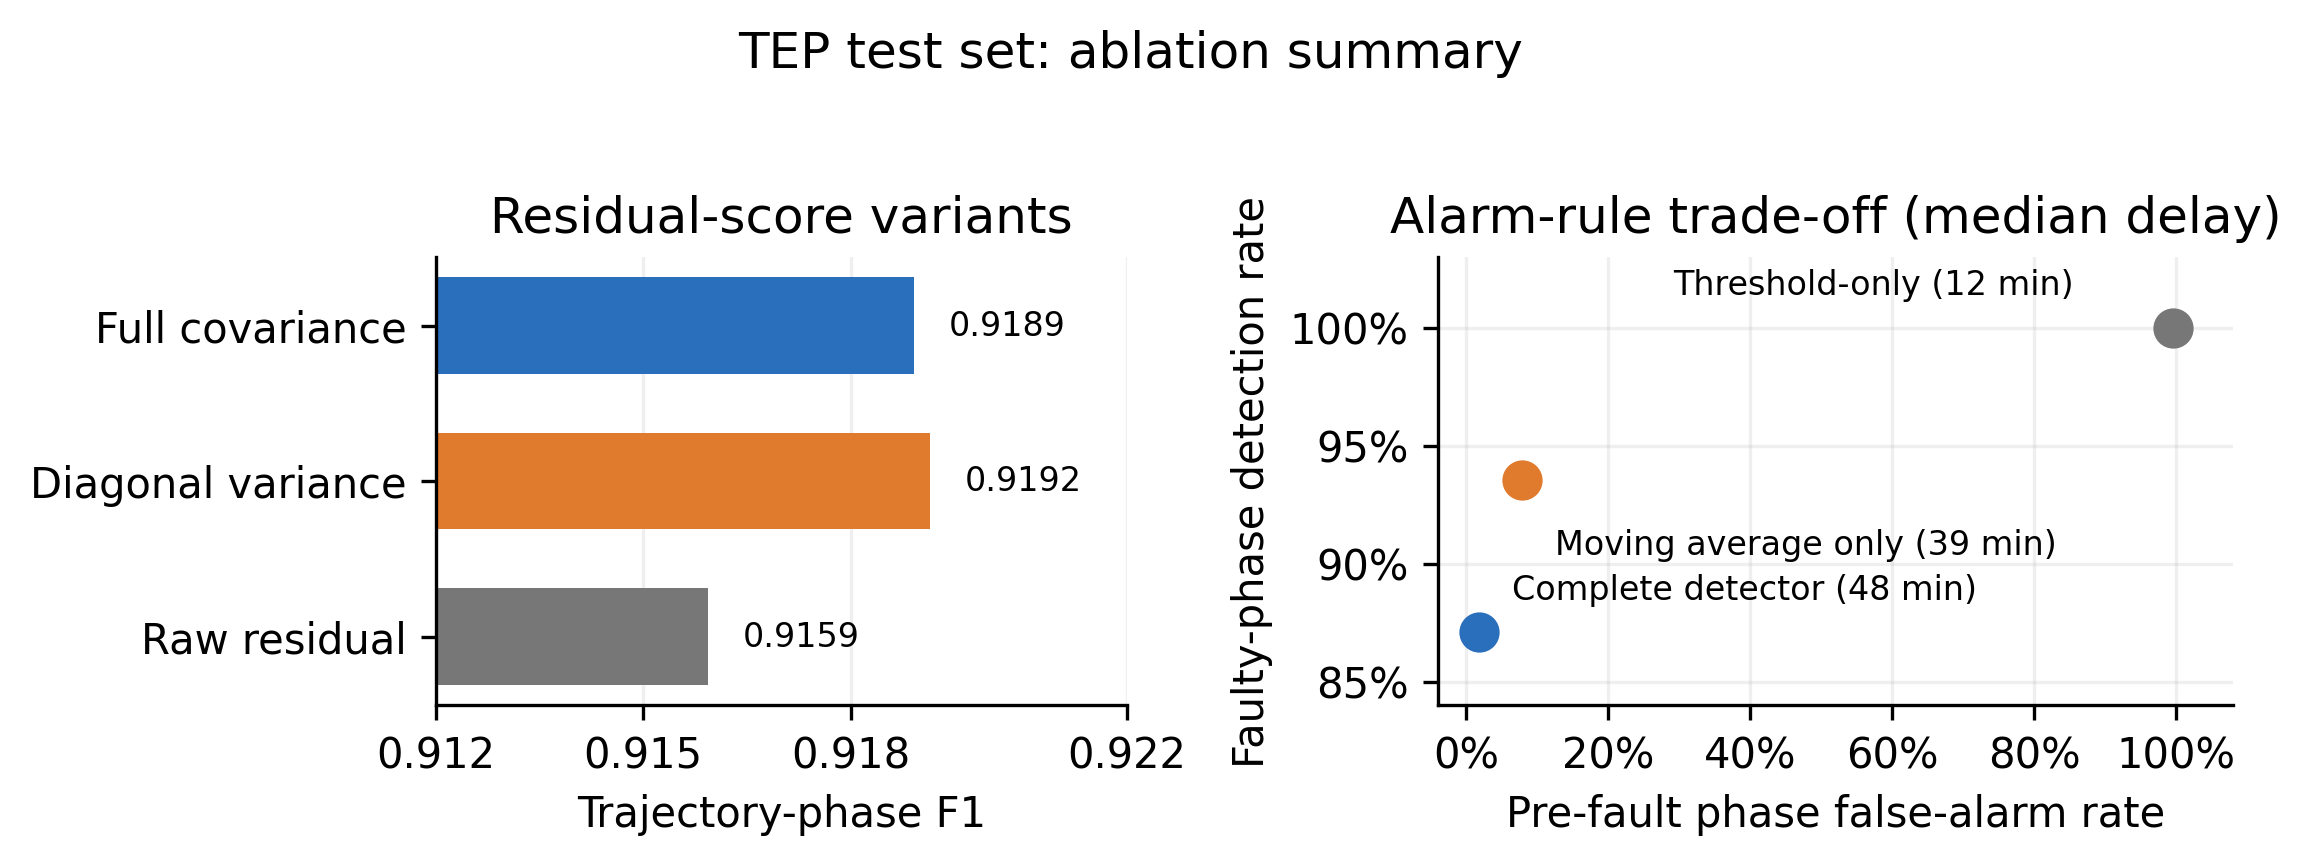 TEP test set: ablation summary
Residual-score variants
Full covariance
0.9189
Diagonal variance
0.9192
Raw residual
0.9159
0.912 0.915 0.918 0.922
Trajectory-phase F1
Alarm-rule trade-off (median delay)
Faulty-phase detection rate
Threshold-only (12 min)
100%
95%
Moving average only (39 min)
90%
Complete detector (48 min)
85%
0% 20% 40% 60% 80% 100%
Pre-fault phase false-alarm rate